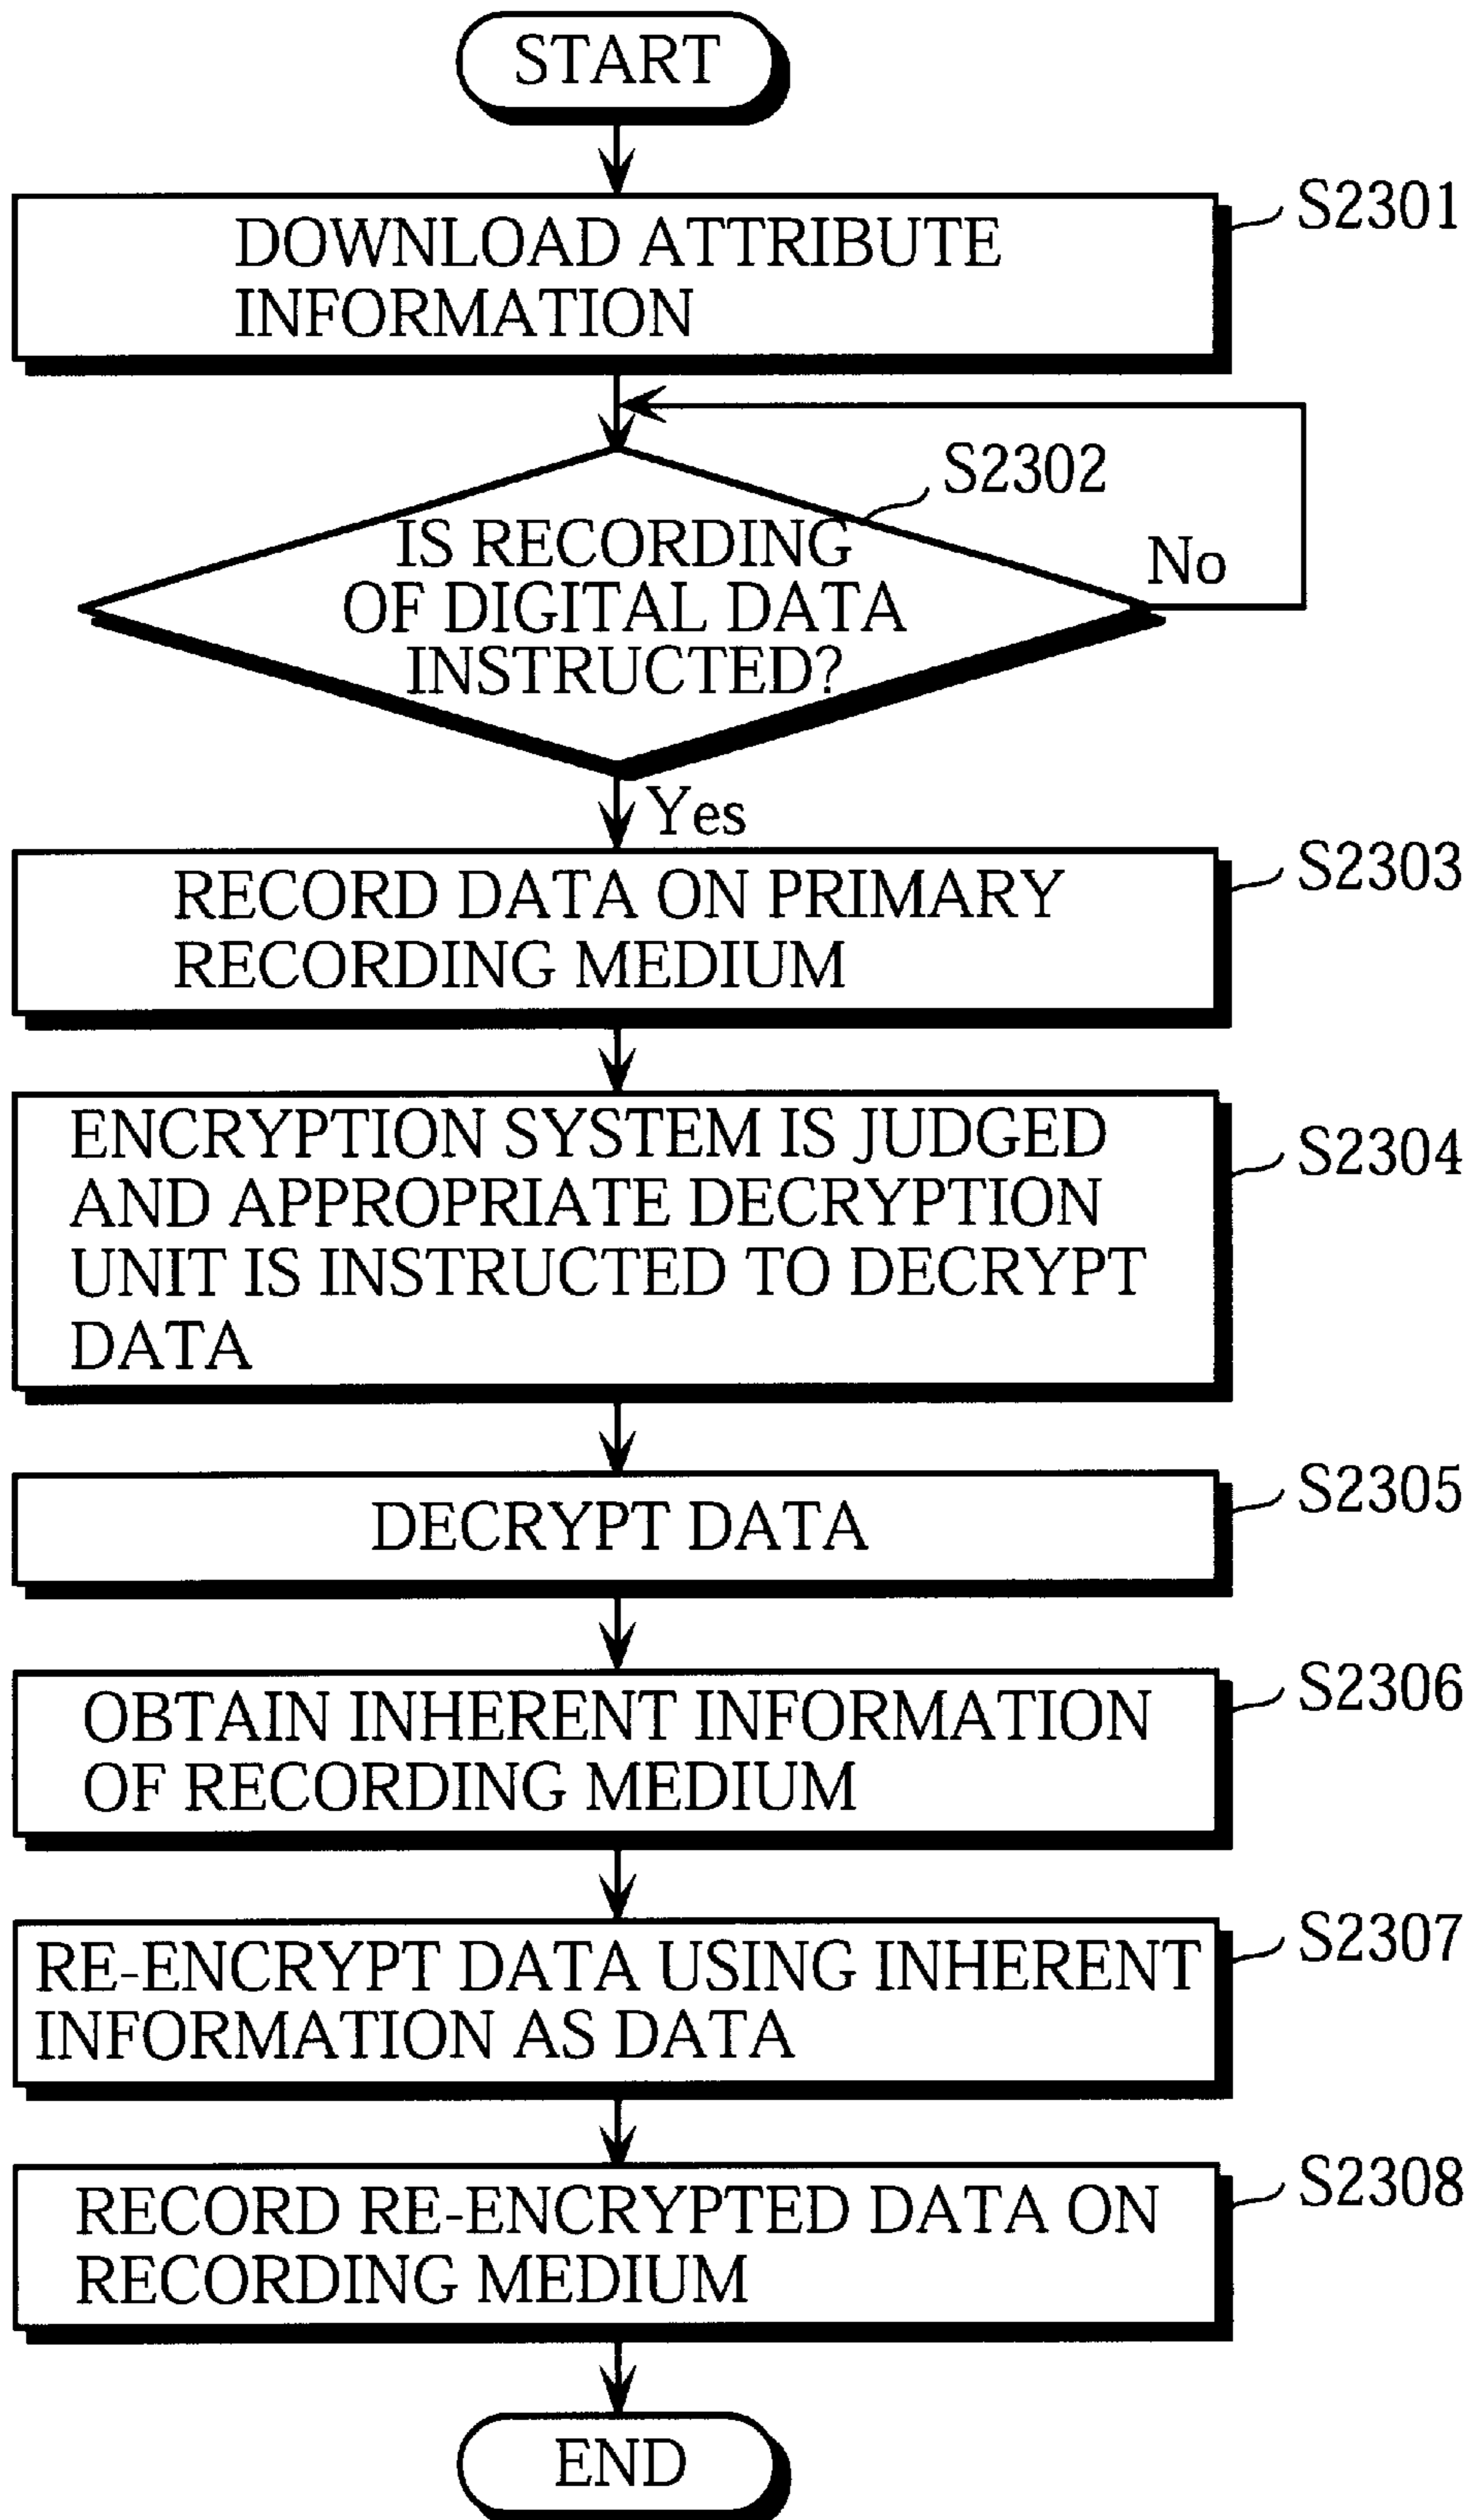 START
S2301
DOWNLOAD ATTRIBUTE
INFORMATION
S2302
IS RECORDING
OF DIGITAL DATA
INSTRUCTED?
No
Yes
S2303
RECORD DATA ON PRIMARY
RECORDING MEDIUM
S2304
ENCRYPTION SYSTEM IS JUDGED
AND APPROPRIATE DECRYPTION
UNIT IS INSTRUCTED TO DECRYPT
DATA
S2305
DECRYPT DATA
S2306
OBTAIN INHERENT INFORMATION
OF RECORDING MEDIUM
S2307
RE-ENCRYPT DATA USING INHERENT
INFORMATION AS DATA
S2308
RECORD RE-ENCRYPTED DATA ON
RECORDING MEDIUM
END